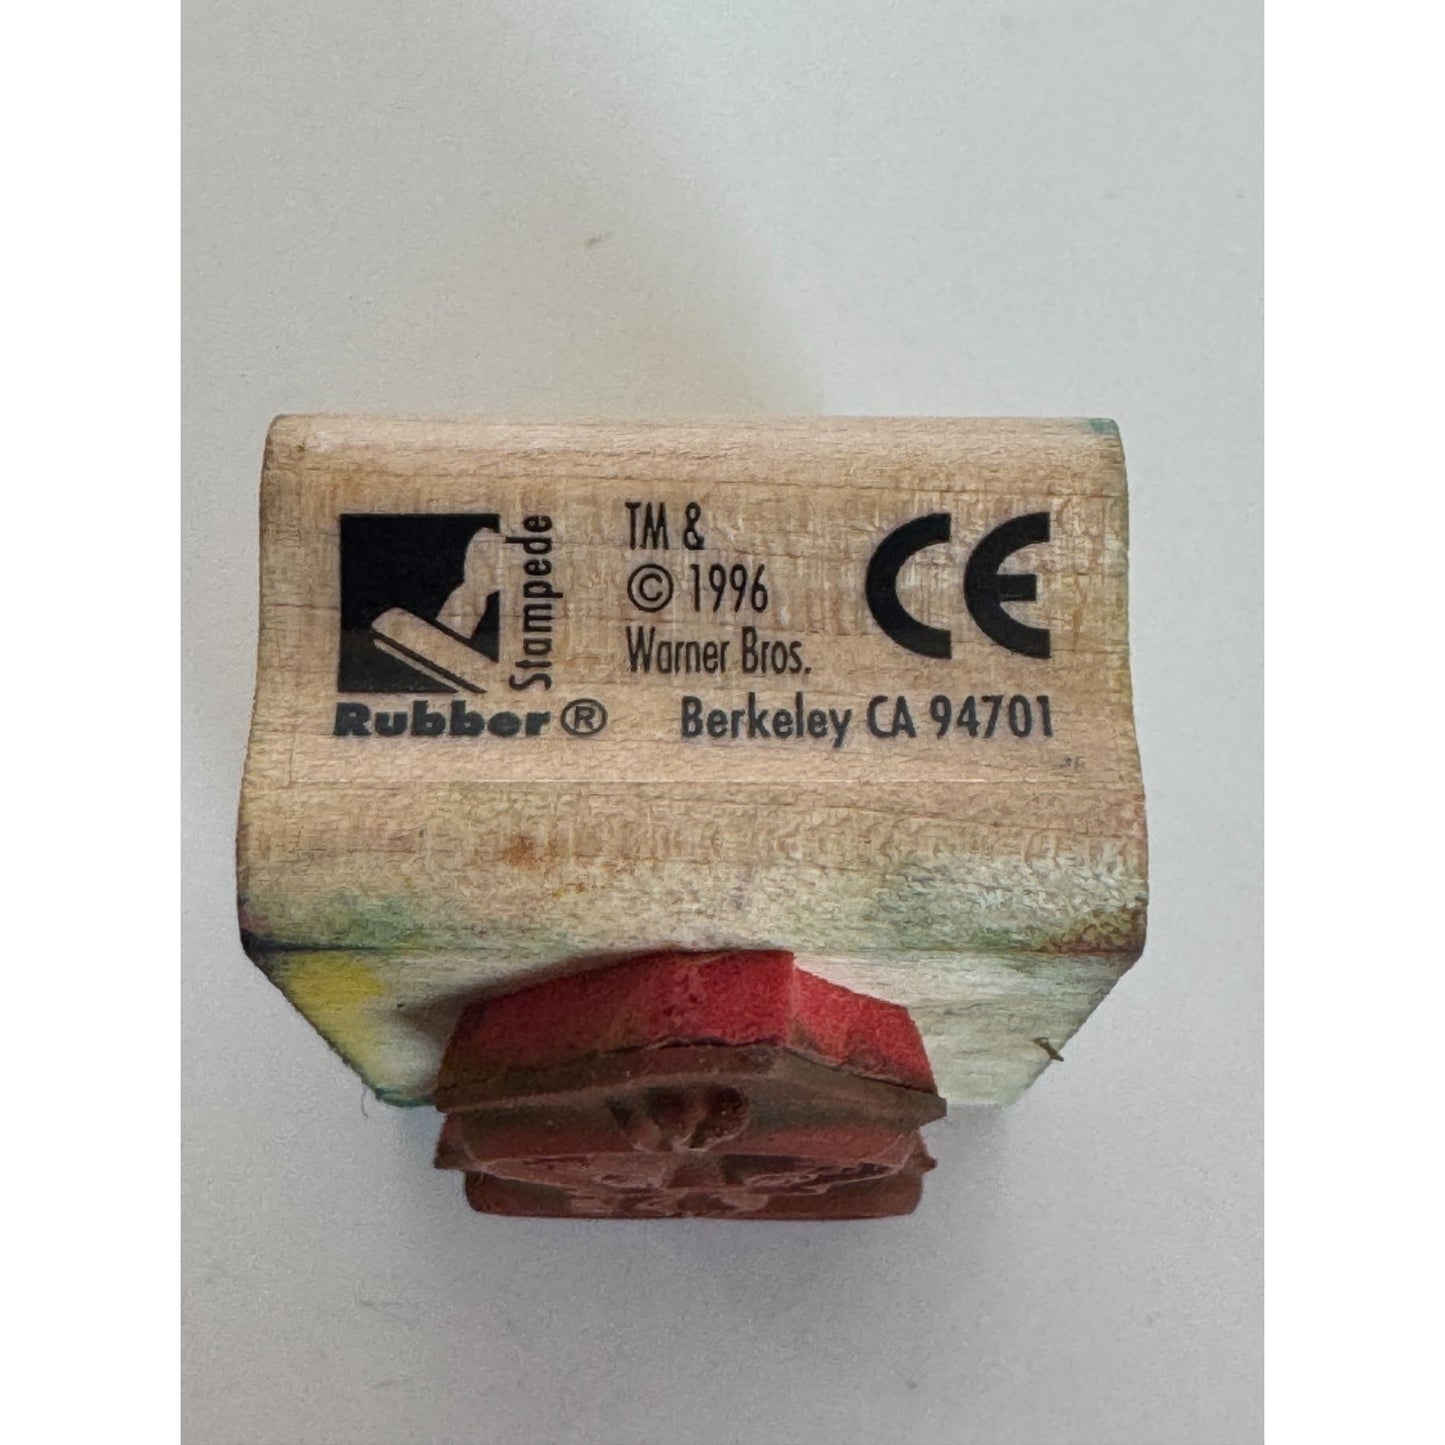 Rubber®
Stampede
TM &
© 1996
Warner Bros.
Berkeley CA 94701
CE